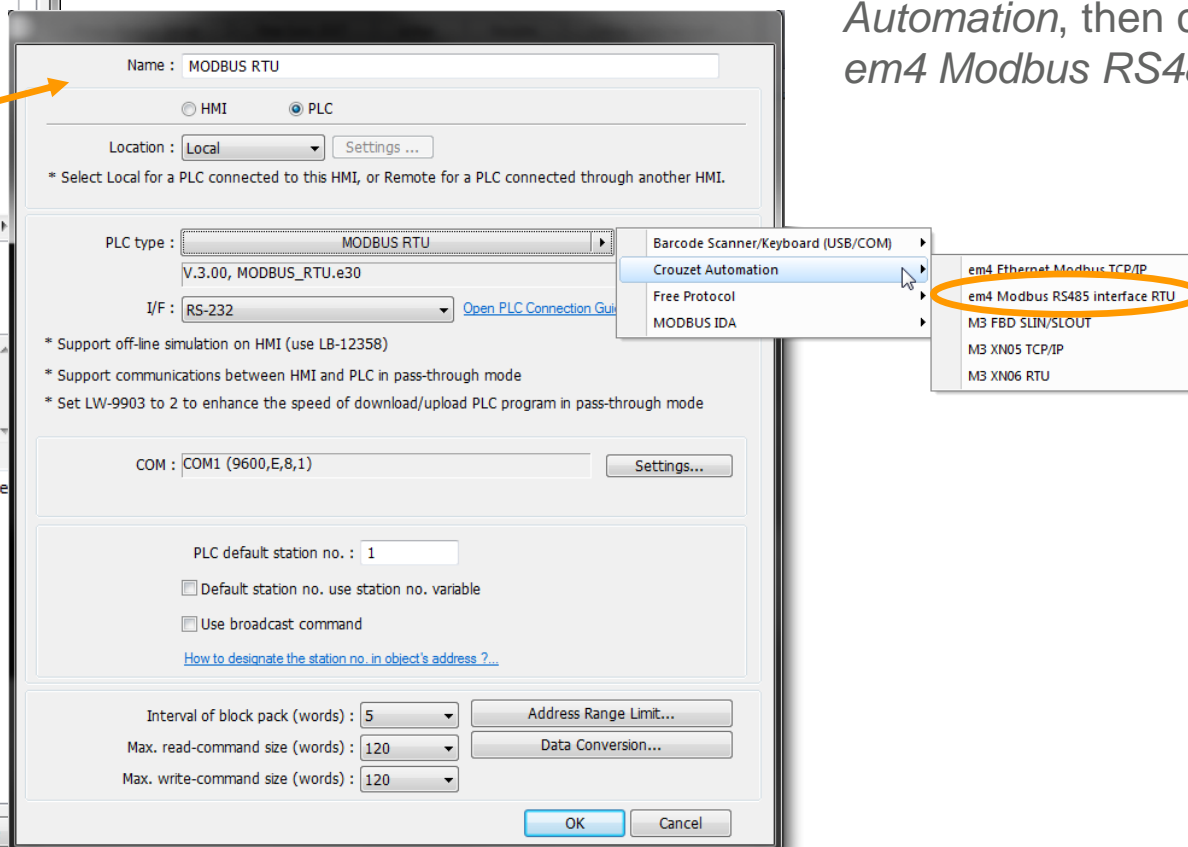 Automation, then
em4 Modbus
Name : MODBUS RTU
HMI PLC
Location : Local Settings ...
* Select Local for a PLC connected to this HMI, or Remote for a PLC connected through another HMI.
PLC type : MODBUS RTU
V.3.00, MODBUS_RTU.e30
I/F : RS-232 Open PLC Connection
Barcode Scanner/Keyboard (USB/COM)
Crouzet Automation
Free Protocol
MODBUS IDA
em4 Ethernet Modbus TCP/IP
em4 Modbus RS485 interface RTU
M3 FBD SLIN/SLOUT
M3 XN05 TCP/IP
M3 XN06 RTU
* Support off-line simulation on HMI (use LB-12358)
* Support communications between HMI and PLC in pass-through mode
* Set LW-9903 to 2 to enhance the speed of download/upload PLC program in pass-through mode
COM : COM1 (9600,E,8,1) Settings...
PLC default station no. : 1
Default station no. use station no. variable
Use broadcast command
How to designate the station no. in object's address ?...
Interval of block pack (words) : 5 Address Range Limit...
Max. read-command size (words) : 120 Data Conversion...
Max. write-command size (words) : 120
OK Cancel